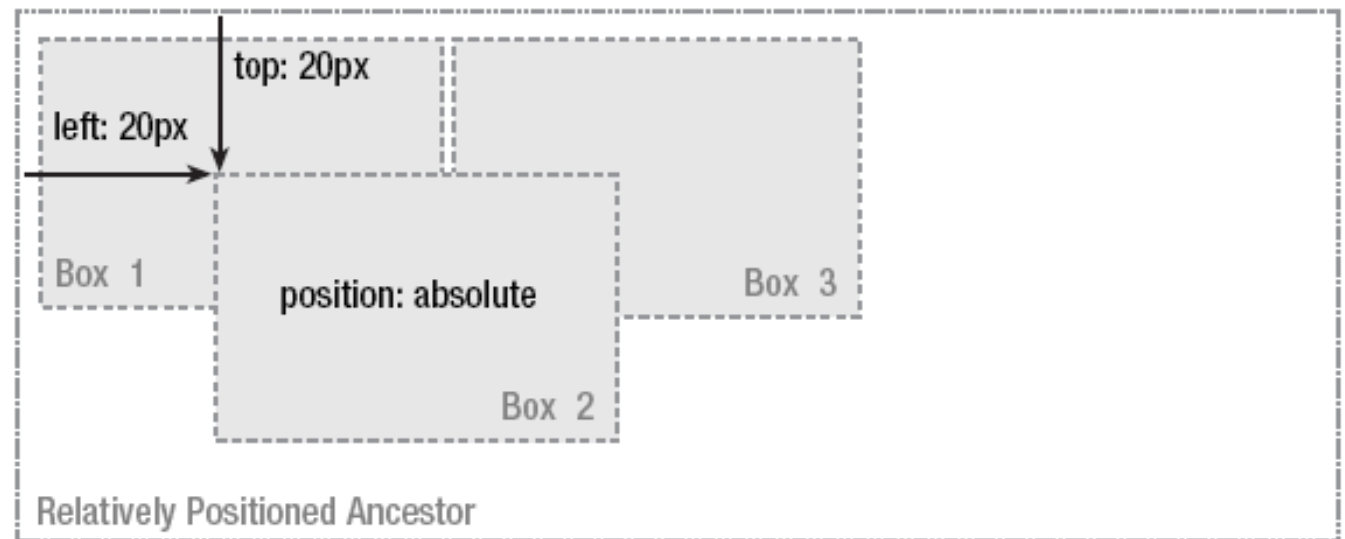 top: 20px
left: 20px
Box 1
Box 3
position: absolute
Box 2
Relatively Positioned Ancestor